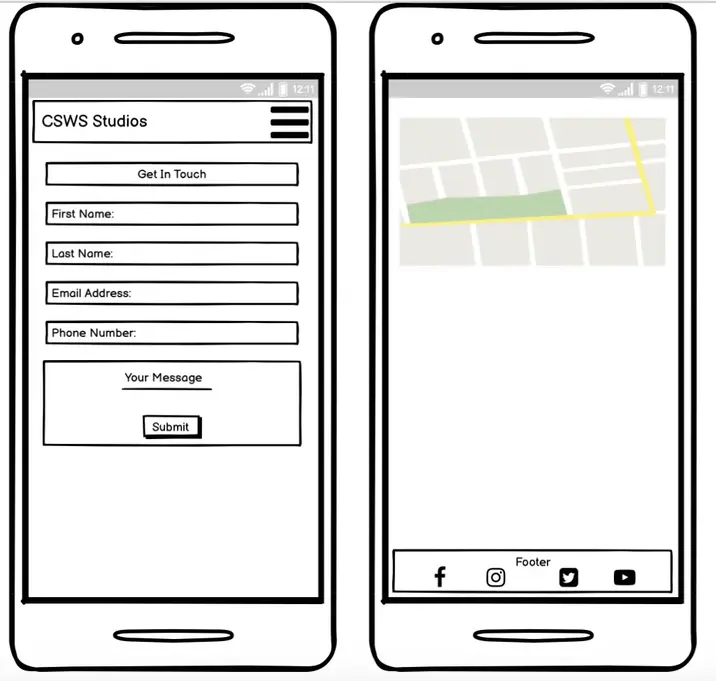 12:11
CSWS Studios
Get In Touch
First Name:
Last Name:
Email Address:
Phone Number:
Your Message
Submit
12:11
Footer